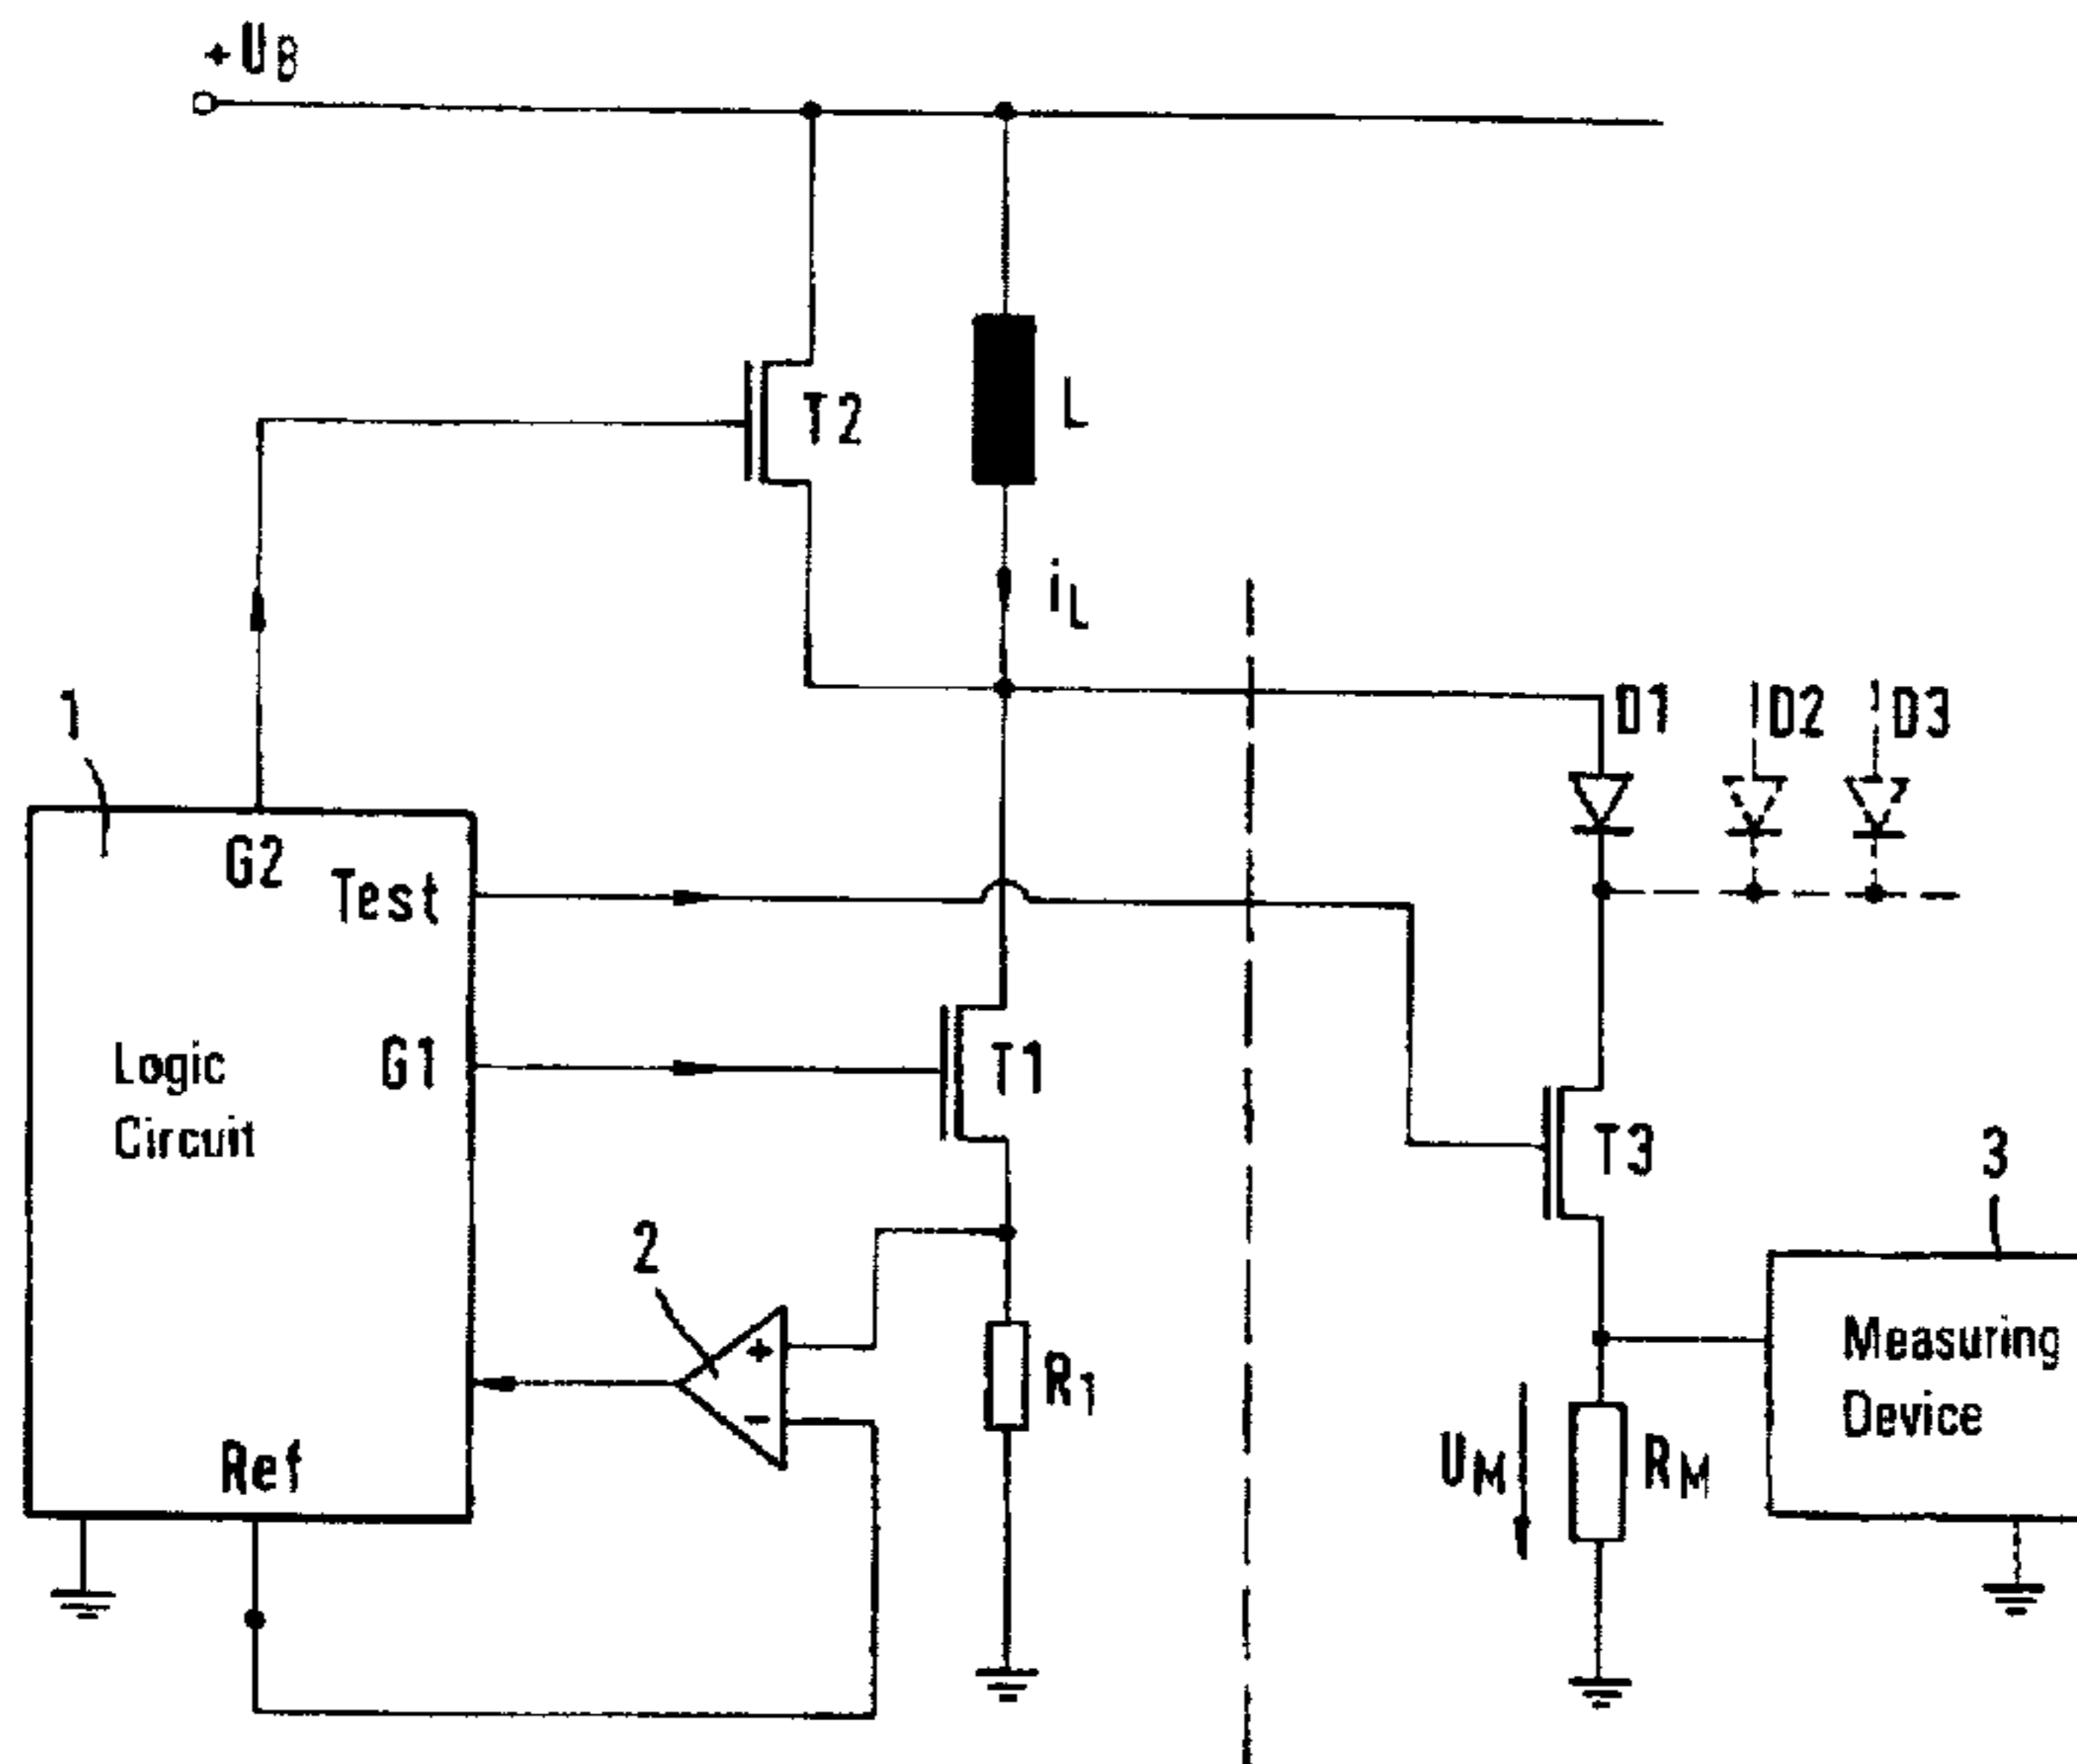 +UB
T2
L
iL
1
D1
D2
D3
G2
Test
G1
T1
Logic
Circuit
T3
3
2
+
Measuring
Device
R1
-
UM
RM
Ref